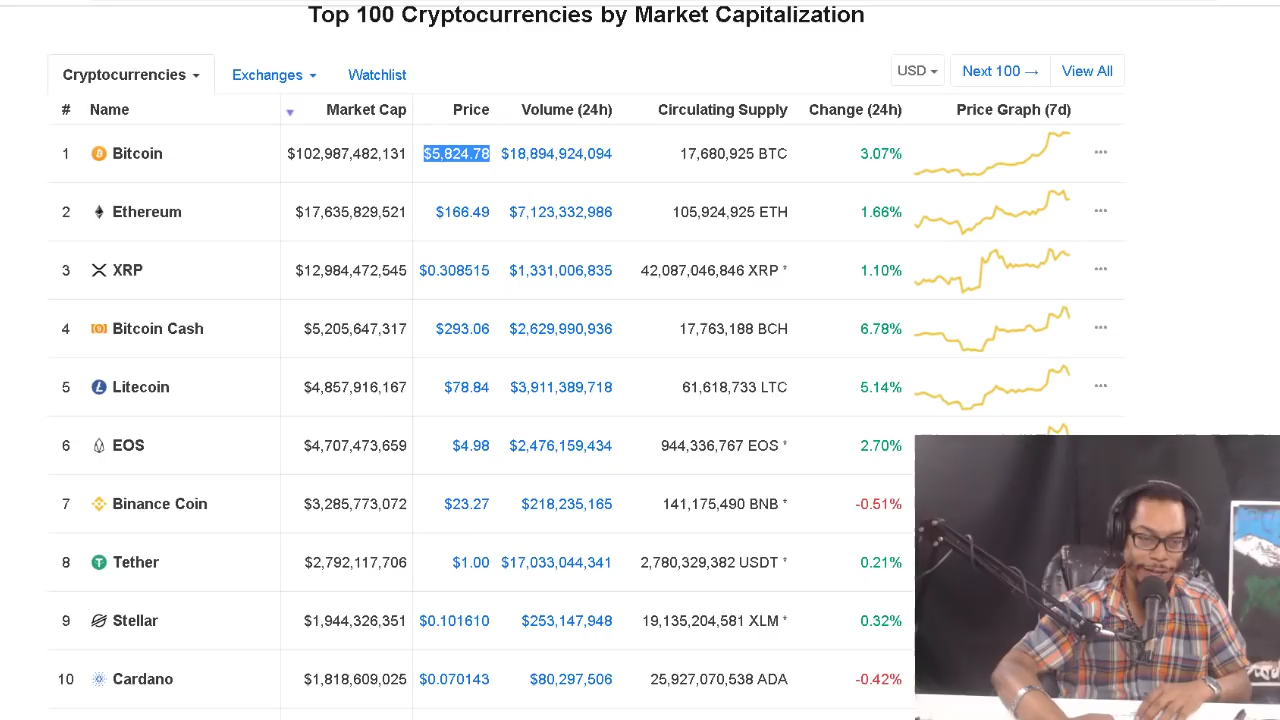 Top 100 Cryptocurrencies by Market Capitalization
Cryptocurrencies Exchanges Watchlist USD Next 100 → View All
# Name Market Cap Price Volume (24h) Circulating Supply Change (24h) Price Graph (7d)
1 Bitcoin $102,987,482,131 $5,824.78 $18,894,924,094 17,680,925 BTC 3.07% ...
2 Ethereum $17,635,829,521 $166.49 $7,123,332,986 105,924,925 ETH 1.66% ...
3 XRP $12,984,472,545 $0.308515 $1,331,006,835 42,087,046,846 XRP * 1.10% ...
4 Bitcoin Cash $5,205,647,317 $293.06 $2,629,990,936 17,763,188 BCH 6.78% ...
5 Litecoin $4,857,916,167 $78.84 $3,911,389,718 61,618,733 LTC 5.14% ...
6 EOS $4,707,473,659 $4.98 $2,476,159,434 944,336,767 EOS * 2.70%
7 Binance Coin $3,285,773,072 $23.27 $218,235,165 141,175,490 BNB * -0.51%
8 Tether $2,792,117,706 $1.00 $17,033,044,341 2,780,329,382 USDT * 0.21%
9 Stellar $1,944,326,351 $0.101610 $253,147,948 19,135,204,581 XLM * 0.32%
10 Cardano $1,818,609,025 $0.070143 $80,297,506 25,927,070,538 ADA -0.42%